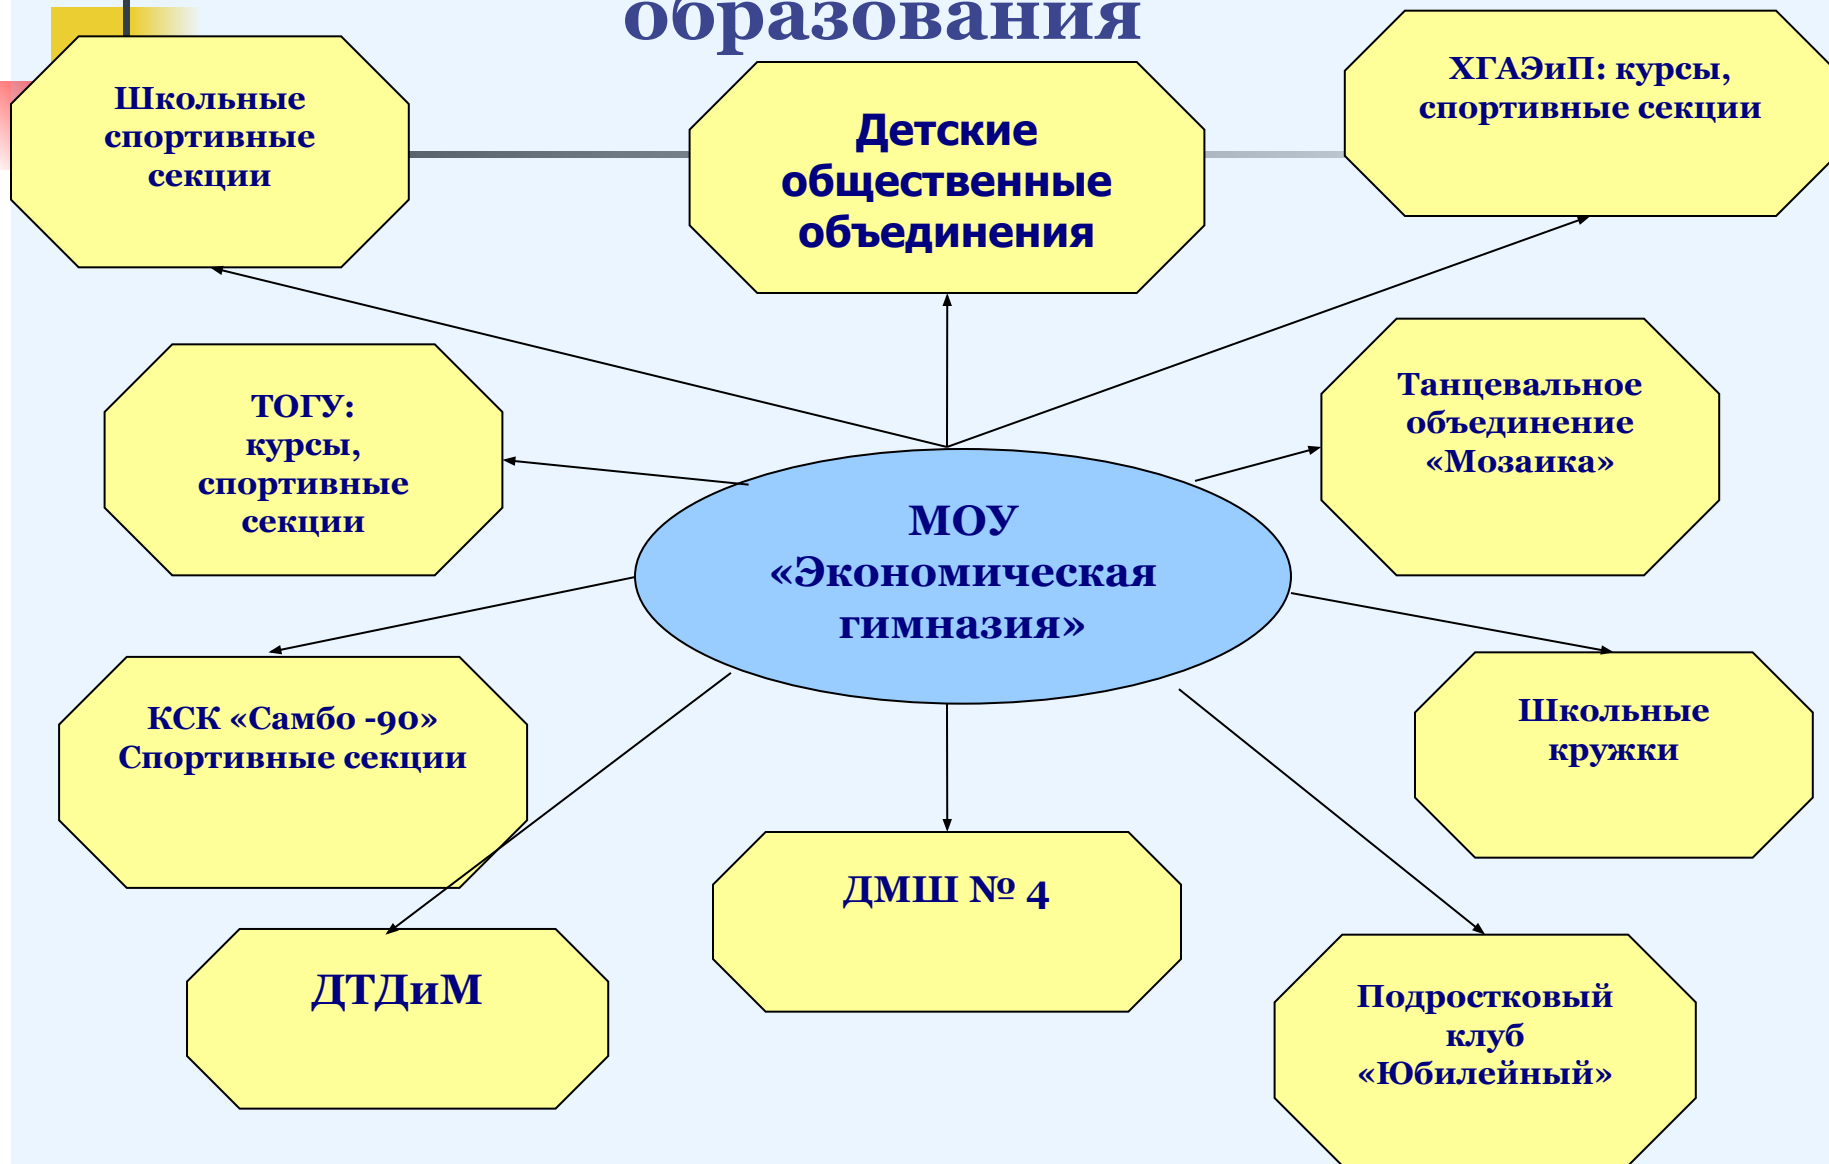 образования
Школьные
спортивные
секции
Детские
общественные
объединения
ХГАЭиП: курсы,
спортивные секции
ТОГУ:
курсы,
спортивные
секции
Танцевальное
объединение
«Мозаика»
МОУ
«Экономическая
гимназия»
КСК «Самбо -90»
Спортивные секции
Школьные
кружки
ДТДиМ
ДМШ № 4
Подростковый
клуб
«Юбилейный»